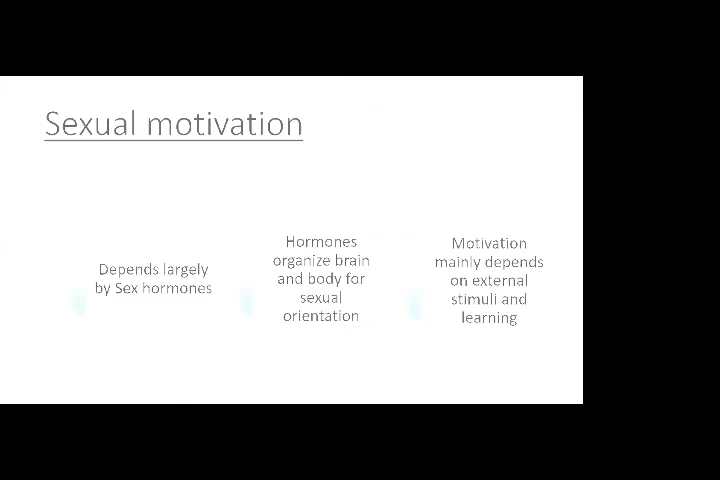 Sexual motivation
Depends largely
by Sex hormones
Hormones
organize brain
and body for
sexual
orientation
Motivation
mainly depends
on external
stimuli and
learning